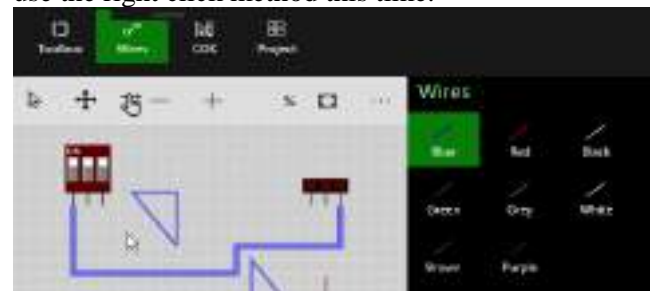 use the right click method this time.
Toolbox Wires COK Project
%
...
Wires
Blue Red Black
Green Grey White
Brown Purple